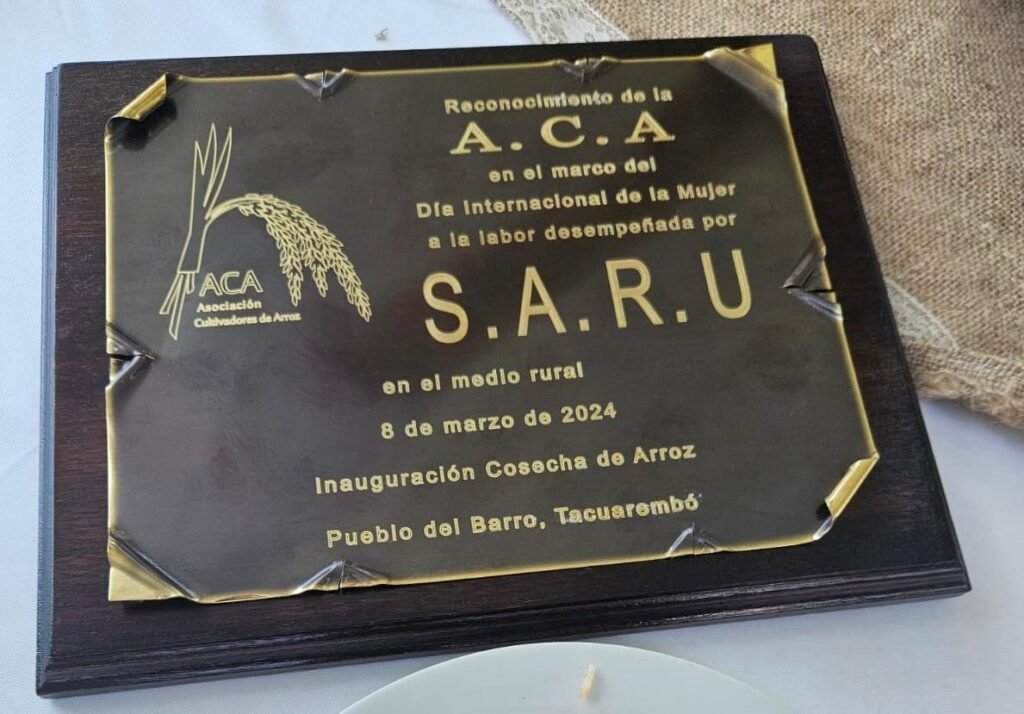 Reconocimiento de la
A.C.A
en el marco del
Día Internacional de la Mujer
a la labor desempeñada por
S.A.R.U
en el medio rural
8 de marzo de 2024
Inauguración Cosecha de Arroz
Pueblo del Barro, Tacuarembó
ACA
Asociación
Cultivadores de Arroz